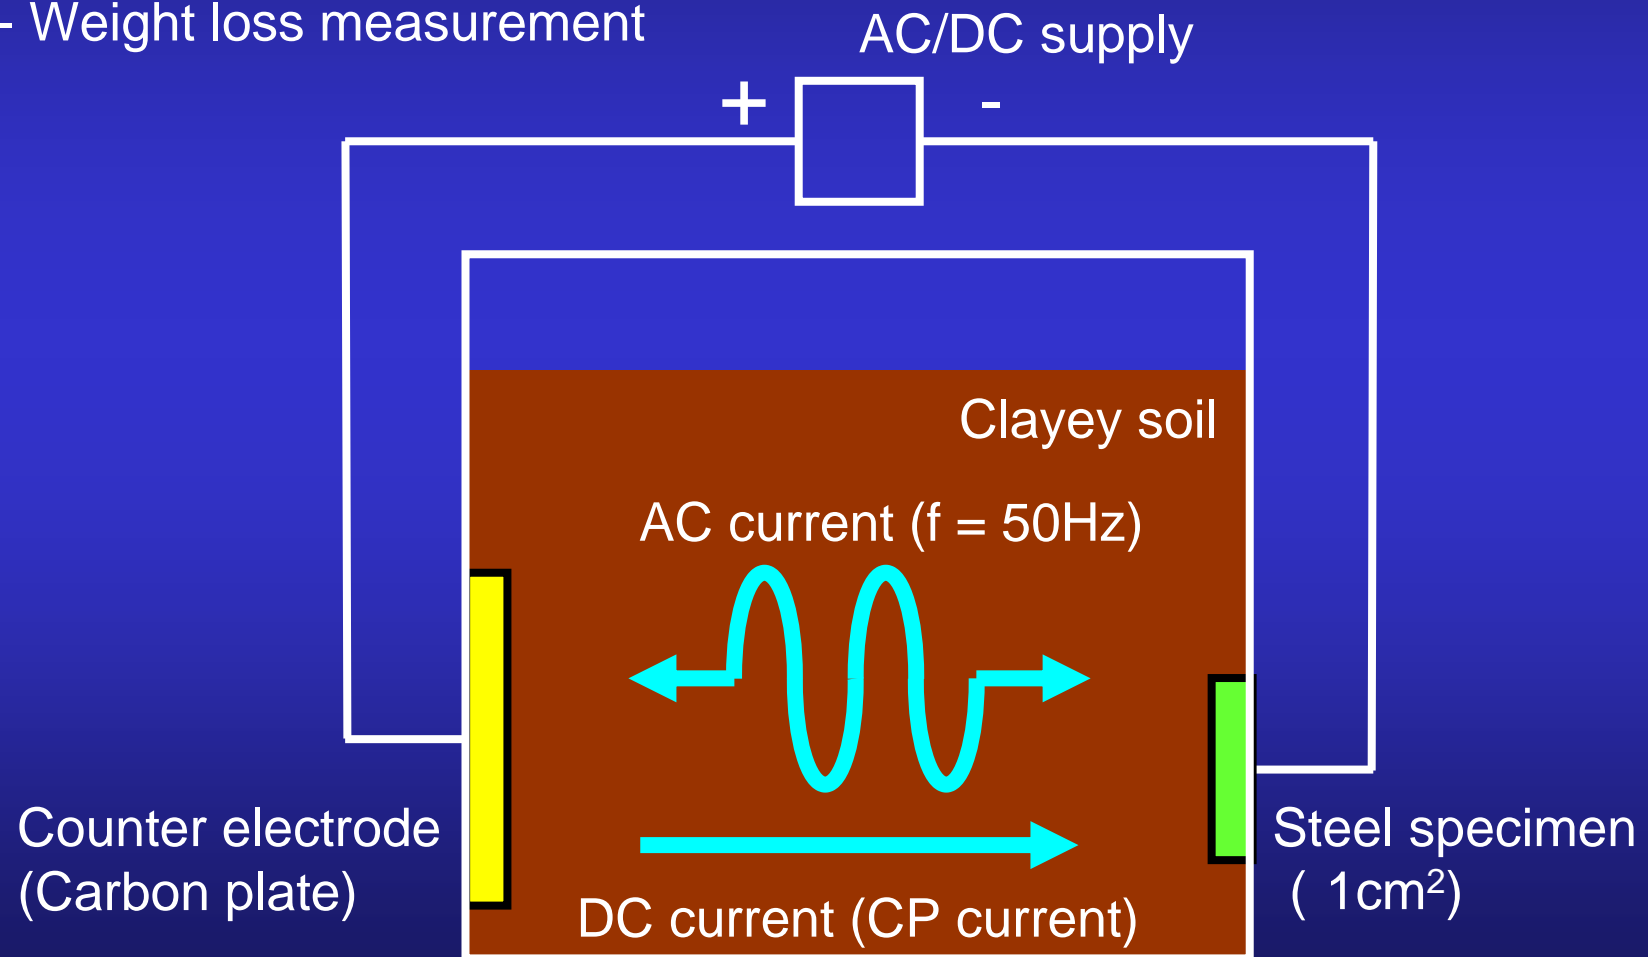 - Weight loss measurement
AC/DC supply
+ -
Clayey soil
AC current (f = 50Hz)
Counter electrode
(Carbon plate)
Steel specimen
( 1cm²)
DC current (CP current)